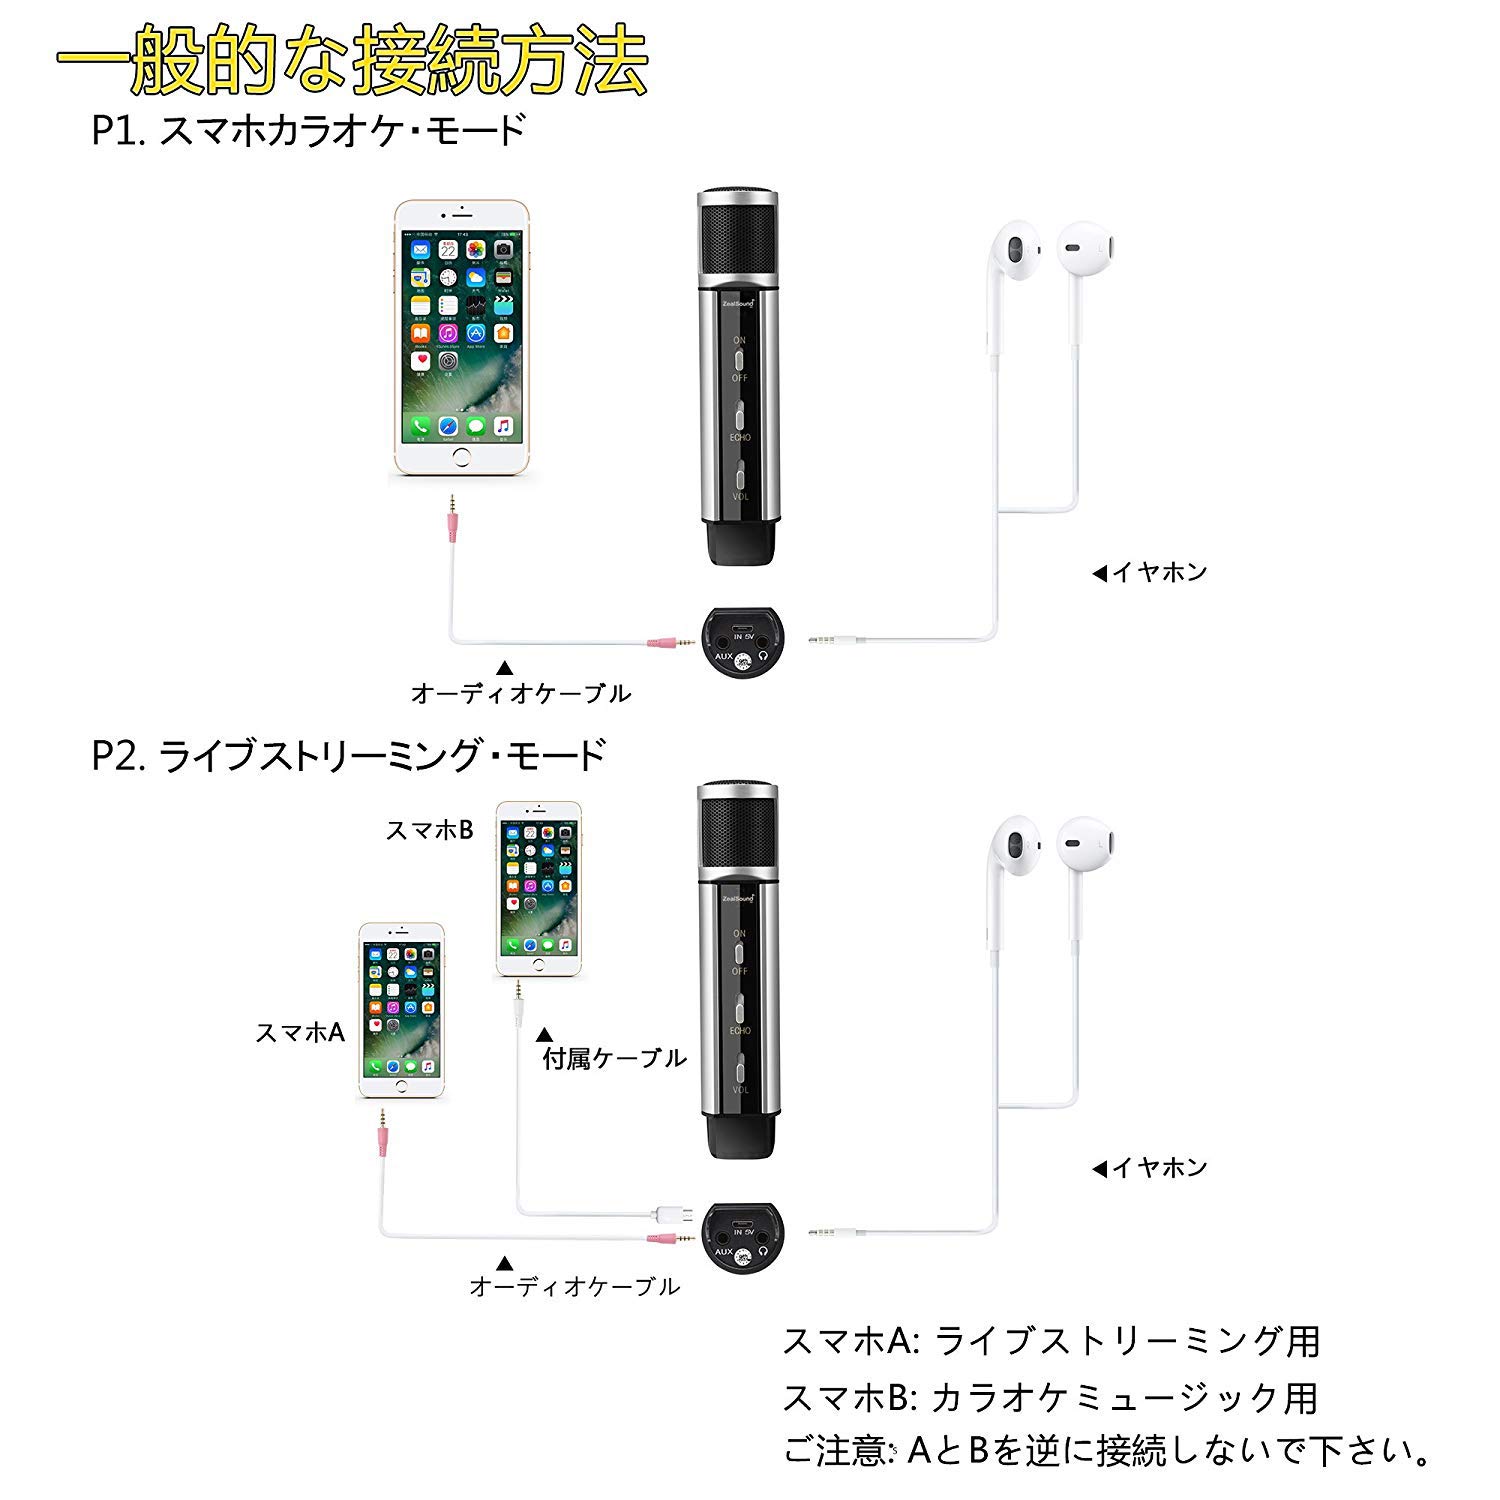 一般的な接続方法
P1. スマホカラオケ・モード
ZealSound
ON
OFF
ECHO
VOL
◀イヤホン
IN 5V
AUX
▲
オーディオケーブル
P2. ライブストリーミング・モード
スマホB
ZealSound
ON
OFF
スマホA
ECHO
▲
付属ケーブル
VOL
◀イヤホン
IN 5V
AUX
▲
オーディオケーブル
スマホA: ライブストリーミング用
スマホB: カラオケミュージック用
ご注意: AとBを逆に接続しないで下さい。